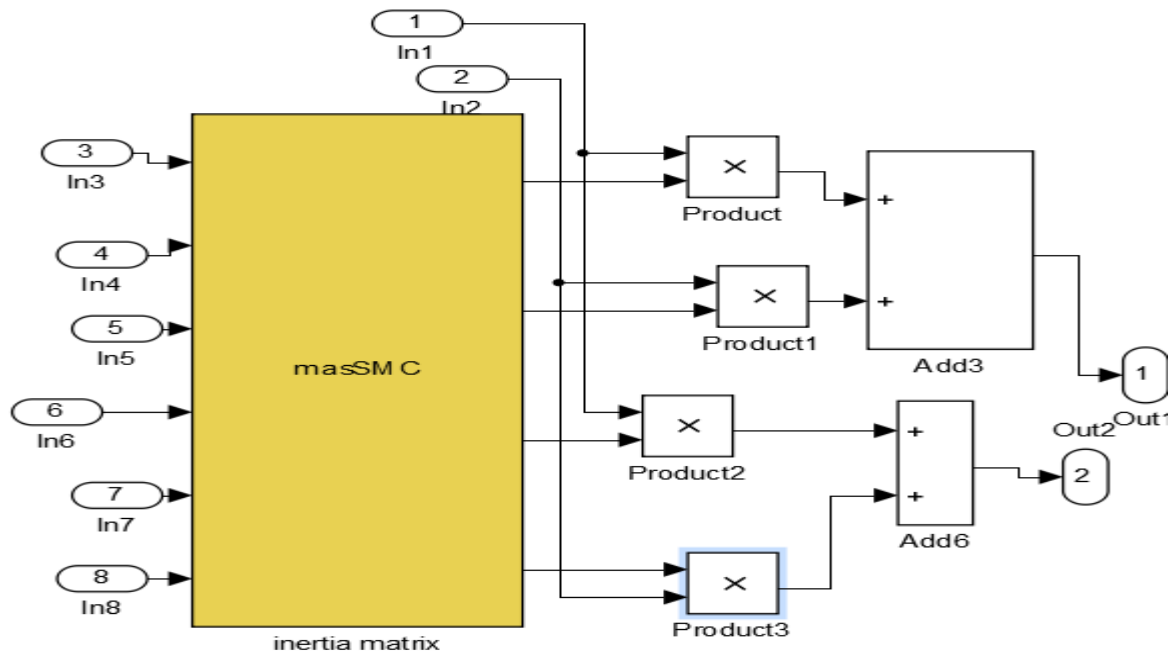 1
In1
2
In2
3
In3
4
In4
5
In5
6
In6
7
In7
8
In8
masSMC
inertia matrix
×
Product
×
Product1
×
Product2
×
Product3
+
+
Add3
+
+
Add6
1
Out1
Out2
2